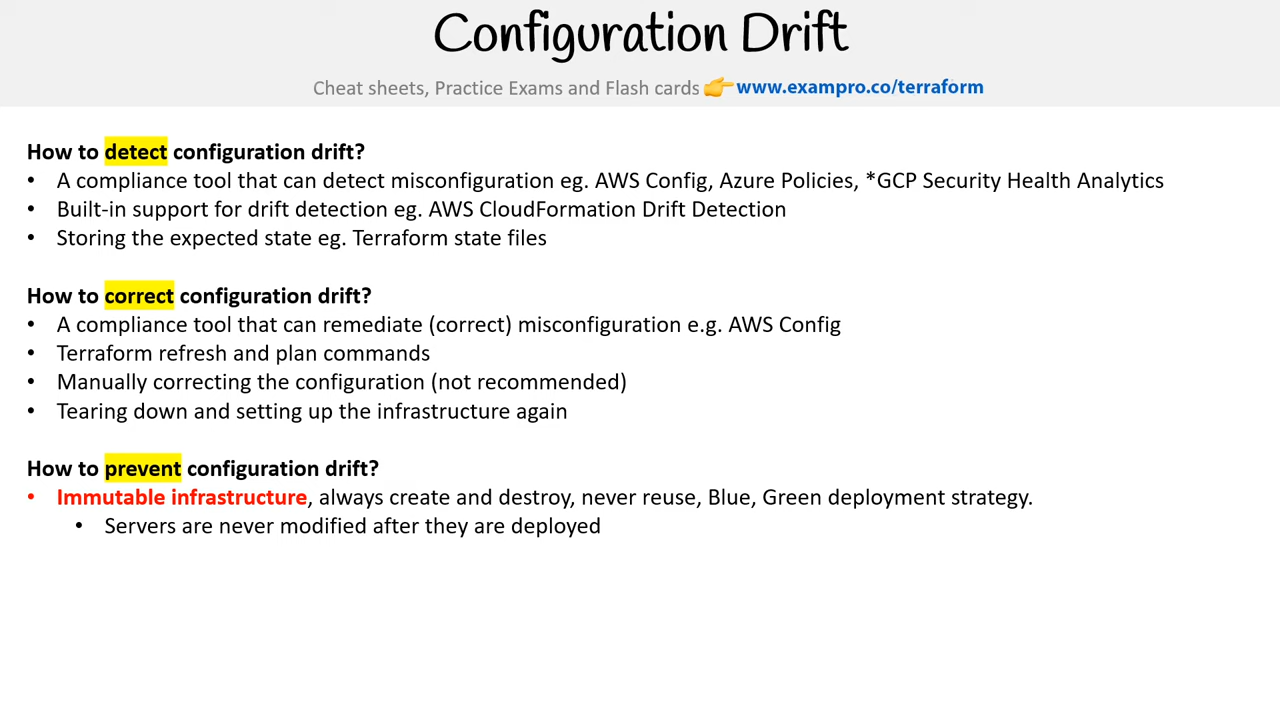 Configuration Drift
Cheat sheets, Practice Exams and Flash cards 👉 www.exampro.co/terraform
How to detect configuration drift?
• A compliance tool that can detect misconfiguration eg. AWS Config, Azure Policies, *GCP Security Health Analytics
• Built-in support for drift detection eg. AWS CloudFormation Drift Detection
• Storing the expected state eg. Terraform state files
How to correct configuration drift?
• A compliance tool that can remediate (correct) misconfiguration e.g. AWS Config
• Terraform refresh and plan commands
• Manually correcting the configuration (not recommended)
• Tearing down and setting up the infrastructure again
How to prevent configuration drift?
• Immutable infrastructure, always create and destroy, never reuse, Blue, Green deployment strategy.
• Servers are never modified after they are deployed